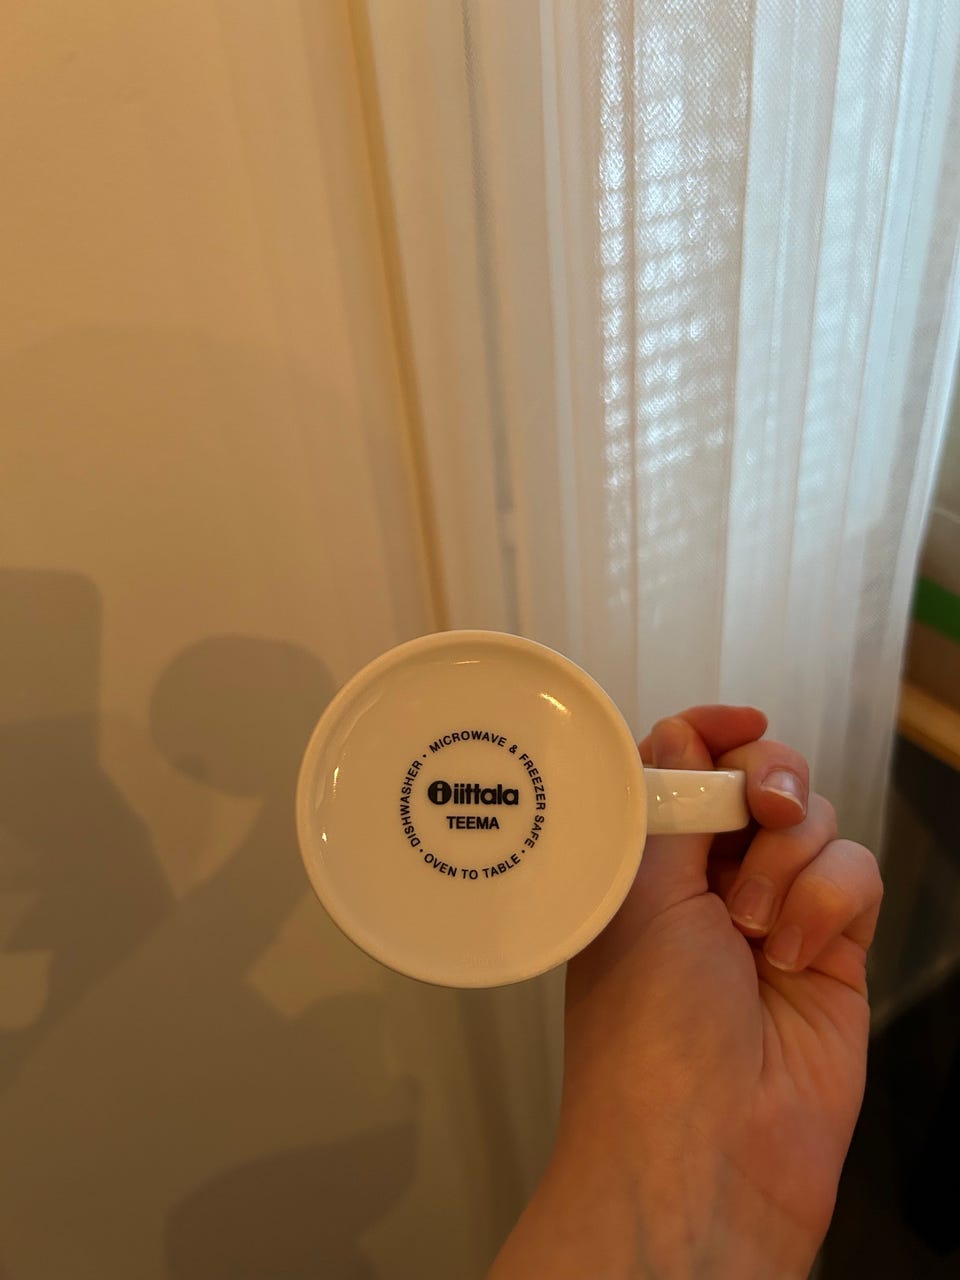 iittala
TEEMA
MICROWAVE & FREEZER SAFE • OVEN TO TABLE • DISHWASHER •